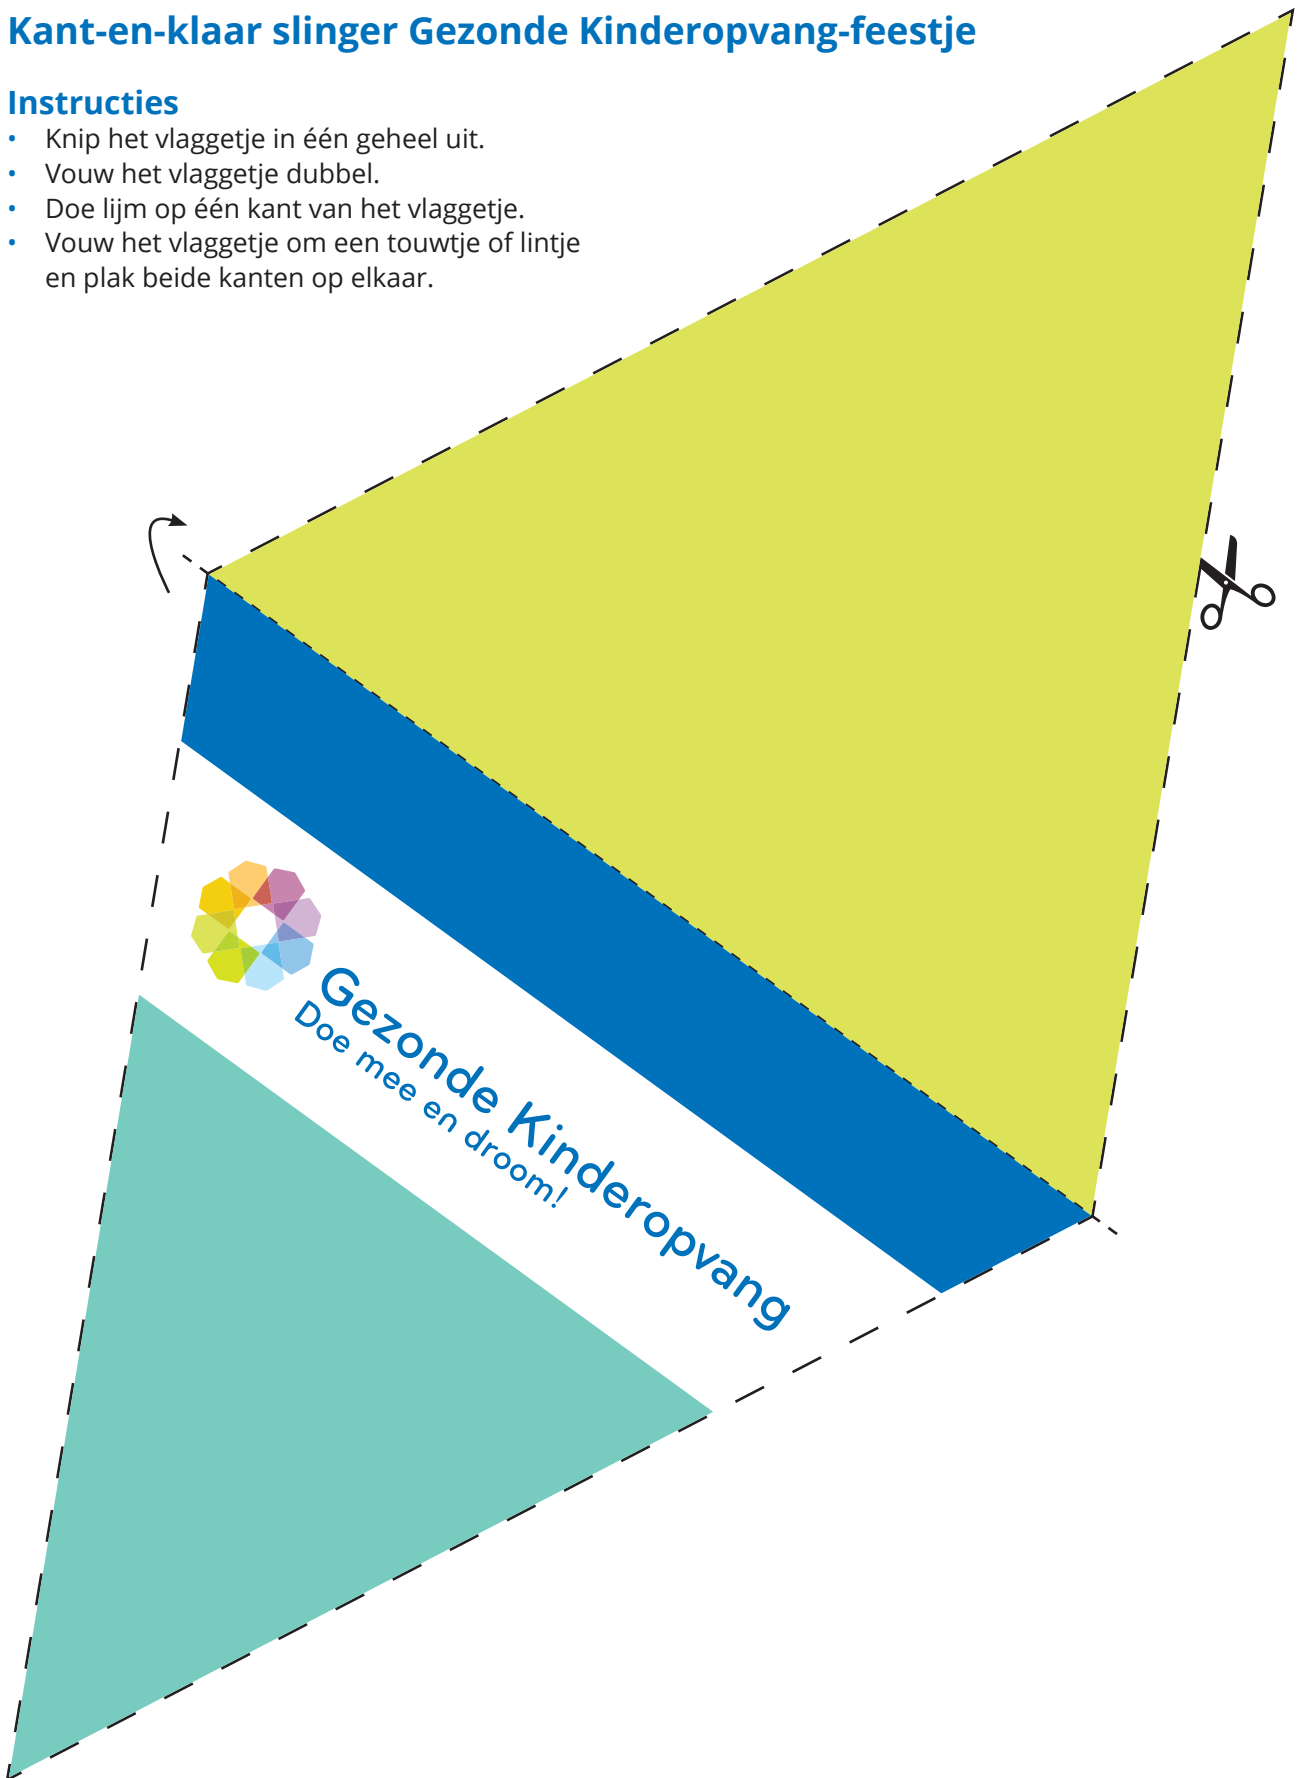 Kant-en-klaar slinger Gezonde Kinderopvang-feestje
Instructies
• Knip het vlaggetje in één geheel uit.
• Vouw het vlaggetje dubbel.
• Doe lijm op één kant van het vlaggetje.
• Vouw het vlaggetje om een touwtje of lintje
en plak beide kanten op elkaar.
Gezonde Kinderopvang
Doe mee en droom!